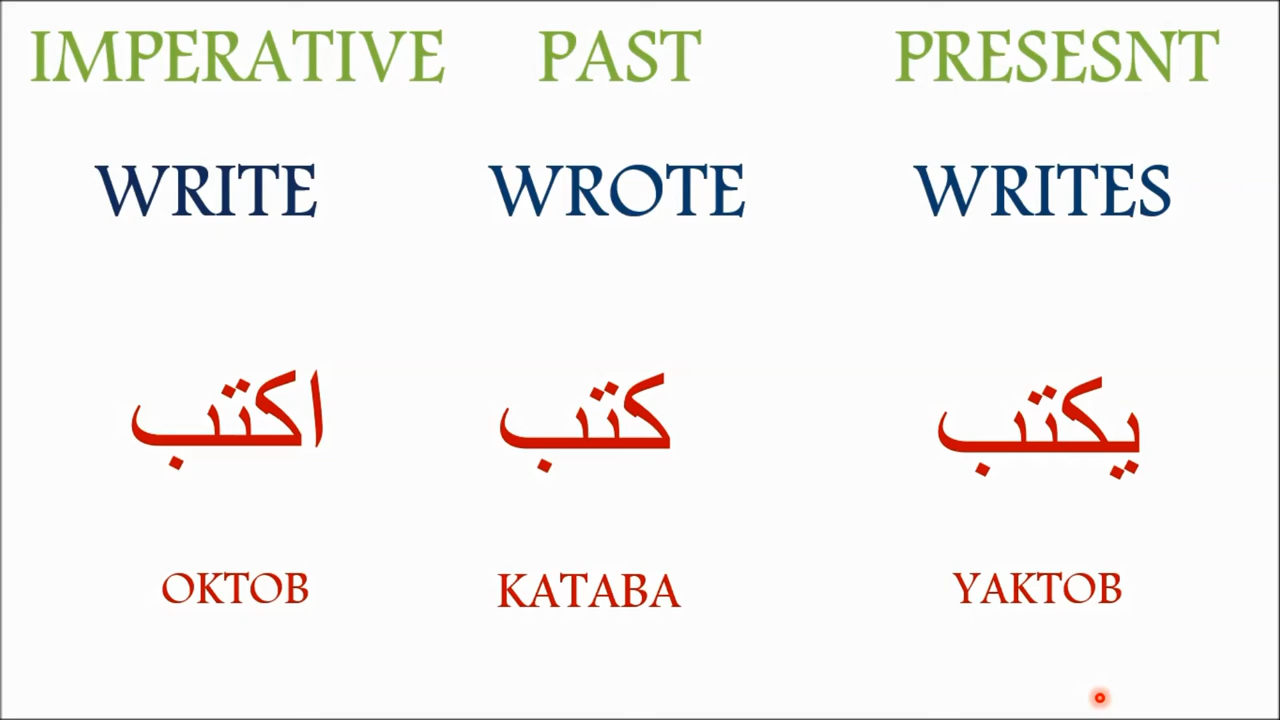 IMPERATIVE PAST PRESESNT
WRITE WROTE WRITES
اكتب كتب يكتب
OKTOB KATABA YAKTOB